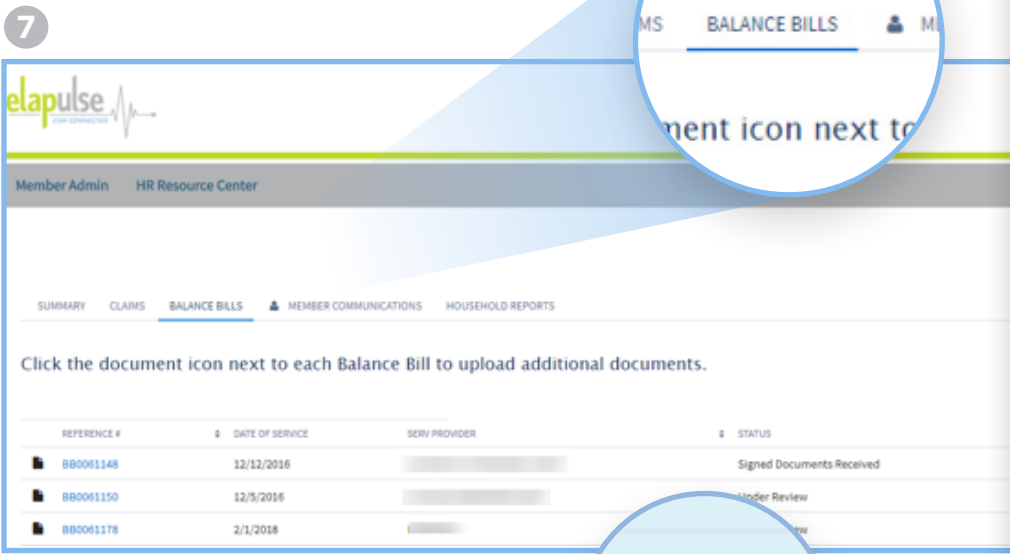 7
MS BALANCE BILLS ME
ment icon next to
elapulse
STAY CONNECTED
Member Admin HR Resource Center
SUMMARY CLAIMS BALANCE BILLS MEMBER COMMUNICATIONS HOUSEHOLD REPORTS
Click the document icon next to each Balance Bill to upload additional documents.
REFERENCE # DATE OF SERVICE SERV PROVIDER STATUS
BB0061148 12/12/2016 Signed Documents Received
BB0061150 12/5/2016 Under Review
BB0061178 2/1/2018